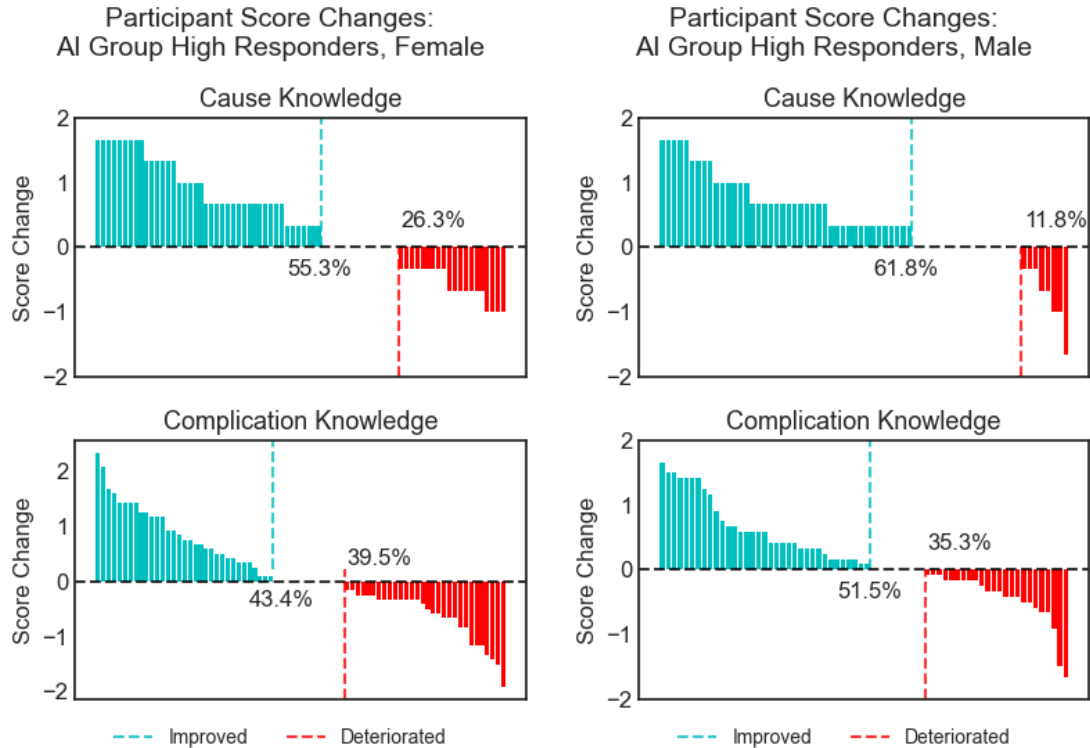 Participant Score Changes:
AI Group High Responders, Female
Cause Knowledge
Score Change
2
1
0
−1
−2
26.3%
55.3%
Complication Knowledge
Score Change
2
1
0
−1
−2
39.5%
43.4%
Participant Score Changes:
AI Group High Responders, Male
Cause Knowledge
Score Change
2
1
0
−1
−2
11.8%
61.8%
Complication Knowledge
Score Change
2
1
0
−1
−2
35.3%
51.5%
Improved Deteriorated
Improved Deteriorated